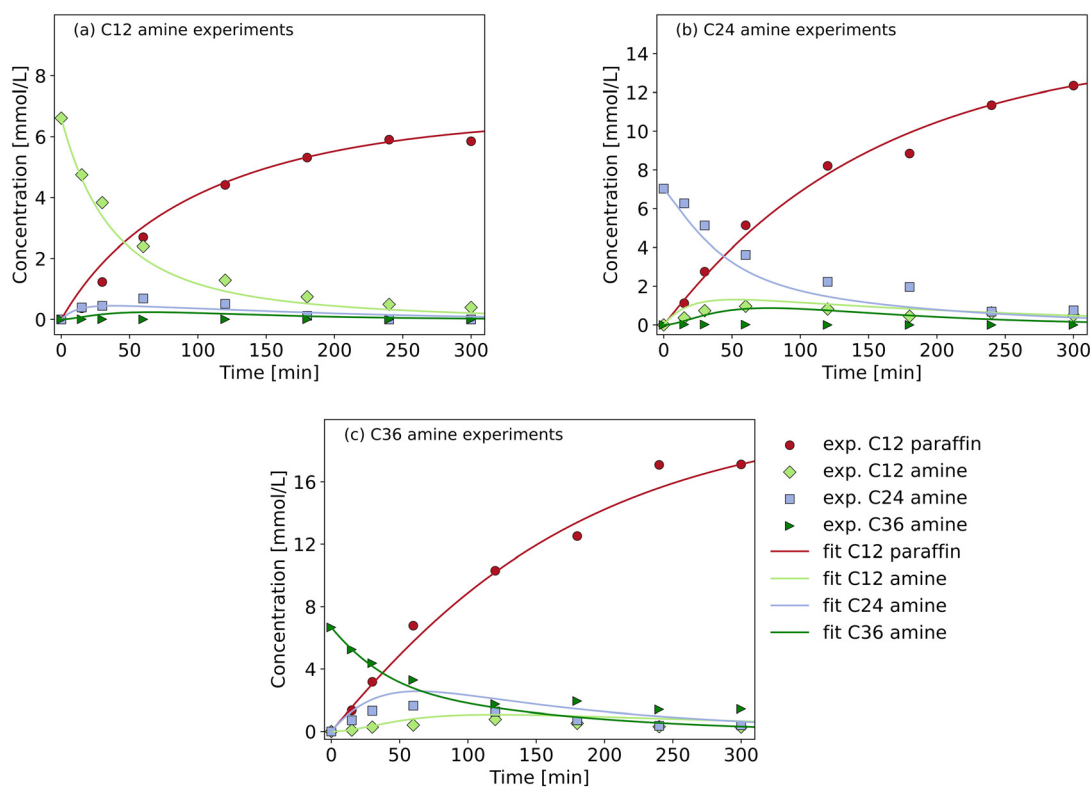 (a) C12 amine experiments
Concentration [mmol/L]
8
6
4
2
0
0 50 100 150 200 250 300
Time [min]
(b) C24 amine experiments
Concentration [mmol/L]
14
12
10
8
6
4
2
0
0 50 100 150 200 250 300
Time [min]
(c) C36 amine experiments
Concentration [mmol/L]
16
12
8
4
0
0 50 100 150 200 250 300
Time [min]
exp. C12 paraffin
exp. C12 amine
exp. C24 amine
exp. C36 amine
fit C12 paraffin
fit C12 amine
fit C24 amine
fit C36 amine